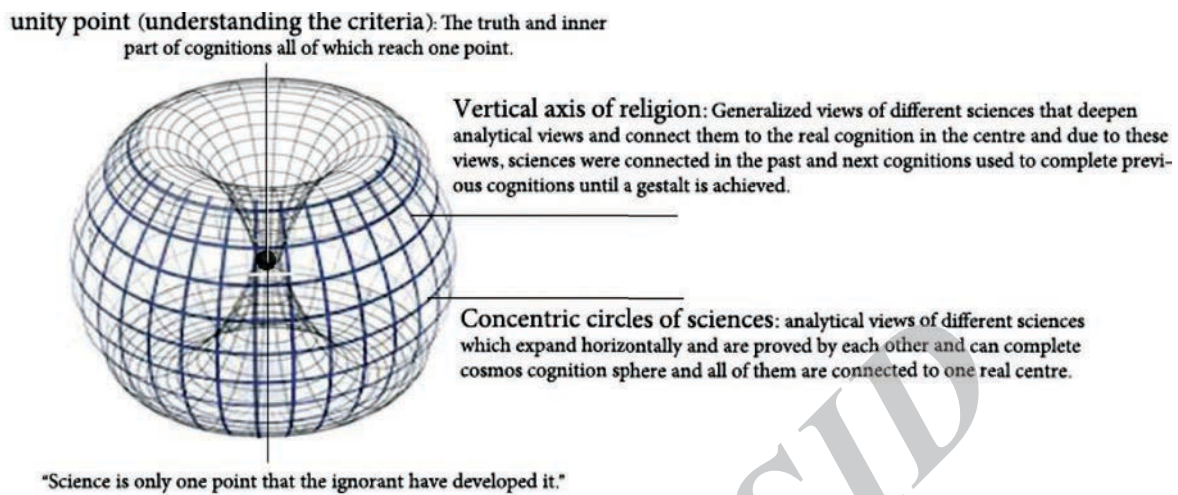 unity point (understanding the criteria): The truth and inner
part of cognitions all of which reach one point.
Vertical axis of religion: Generalized views of different sciences that deepen
analytical views and connect them to the real cognition in the centre and due to these
views, sciences were connected in the past and next cognitions used to complete previ-
ous cognitions until a gestalt is achieved.
Concentric circles of sciences: analytical views of different sciences
which expand horizontally and are proved by each other and can complete
cosmos cognition sphere and all of them are connected to one real centre.
SID
"Science is only one point that the ignorant have developed it."